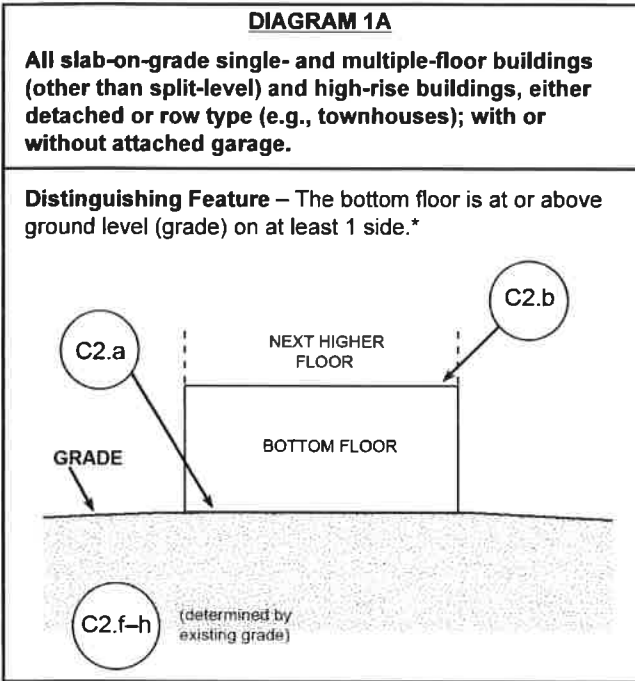 DIAGRAM 1A
All slab-on-grade single- and multiple-floor buildings
(other than split-level) and high-rise buildings, either
detached or row type (e.g., townhouses); with or
without attached garage.
Distinguishing Feature – The bottom floor is at or above
ground level (grade) on at least 1 side.*
C2.b
C2.a
NEXT HIGHER
FLOOR
BOTTOM FLOOR
GRADE
C2.f–h
(determined by
existing grade)